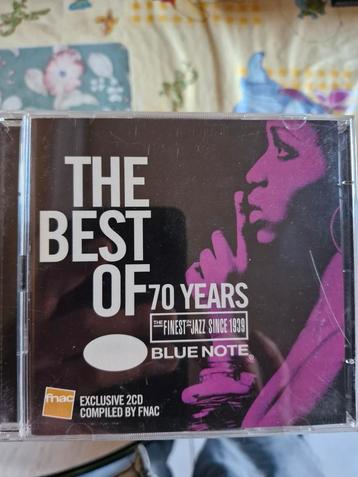 THE
BEST
OF 70 YEARS
THE FINEST IN JAZZ SINCE 1939
BLUE NOTE®
fnac
EXCLUSIVE 2CD
COMPILED BY FNAC